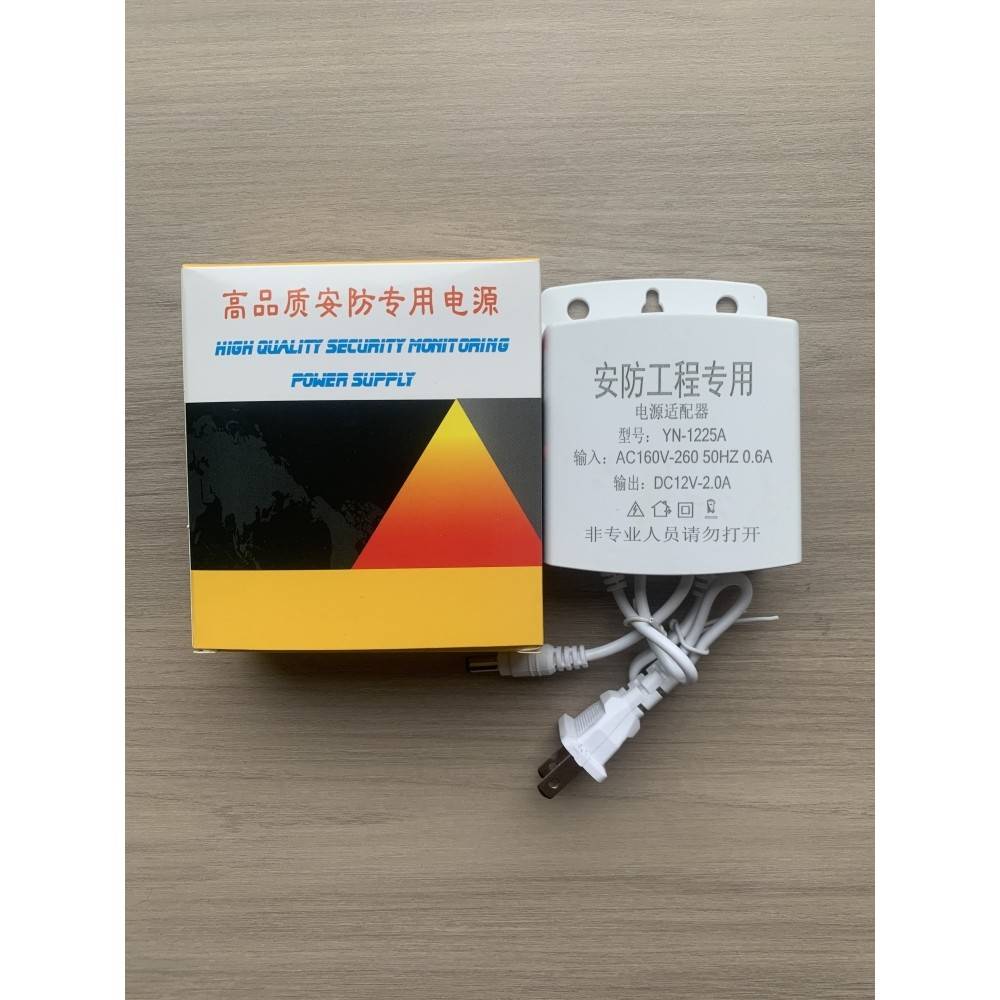 高品质安防专用电源
HIGH QUALITY SECURITY MONITORING
POWER SUPPLY
安防工程专用
电源适配器
型号: YN-1225A
输入: AC160V-260 50HZ 0.6A
输出: DC12V-2.0A
非专业人员请勿打开